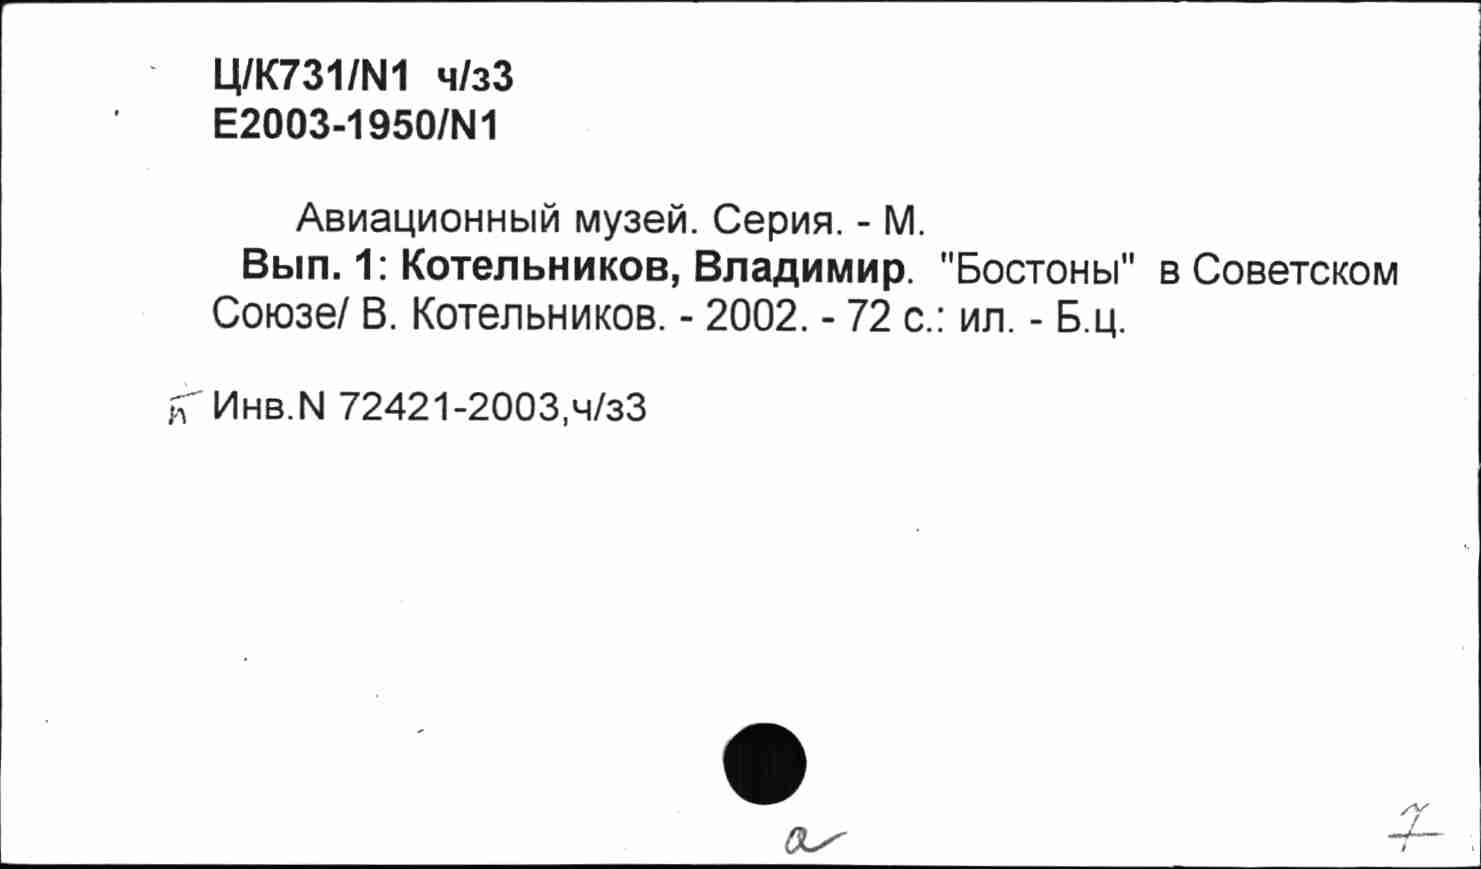 Ц/К731/N1 ч/з3
Е2003-1950/N1
Авиационный музей. Серия. - М.
Вып. 1: Котельников, Владимир. "Бостоны" в Советском
Союзе/ В. Котельников. - 2002. - 72 с.: ил. - Б.ц.
Инв.N 72421-2003,ч/з3
а
7